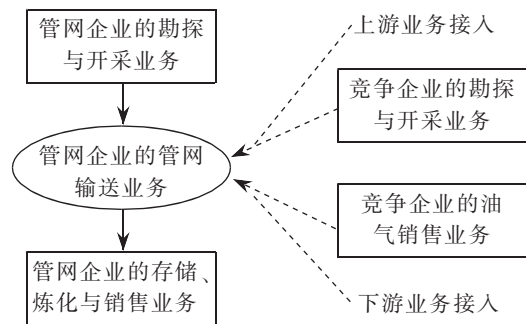 管网企业的勘探
与开采业务
上游业务接入
竞争企业的勘探
与开采业务
管网企业的管网
输送业务
竞争企业的油
气销售业务
管网企业的存储、
炼化与销售业务
下游业务接入